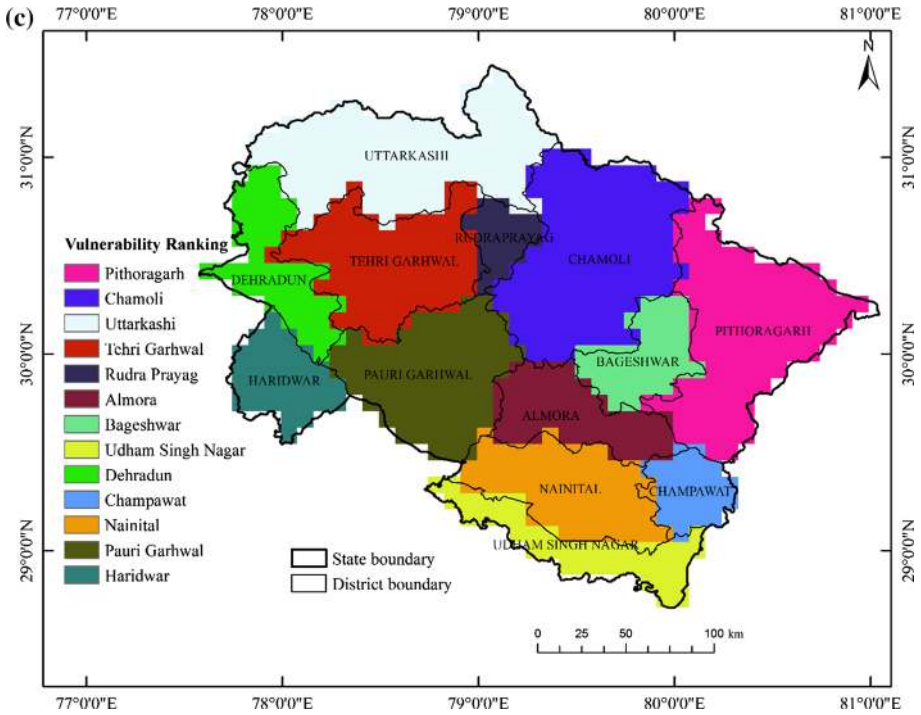 (c)
77°0'0"E 78°0'0"E 79°0'0"E 80°0'0"E 81°0'0"E
N
31°0'0"N 31°0'0"N
UTTARKASHI
Vulnerability Ranking
Pithoragarh
Chamoli
Uttarkashi
Tehri Garhwal
Rudra Prayag
Almora
Bageshwar
Udham Singh Nagar
Dehradun
Champawat
Nainital
Pauri Garhwal
Haridwar
RUDRAPRAYAG
TEHRI GARHWAL
CHAMOLI
DEHRADUN
PITHORAGARH
30°0'0"N 30°0'0"N
BAGESHWAR
HARIDWAR
PAURI GARHWAL
ALMORA
NAINITAL
CHAMPAWAT
UDHAM SINGH NAGAR
29°0'0"N 29°0'0"N
State boundary
District boundary
0 25 50 100 km
77°0'0"E 78°0'0"E 79°0'0"E 80°0'0"E 81°0'0"E